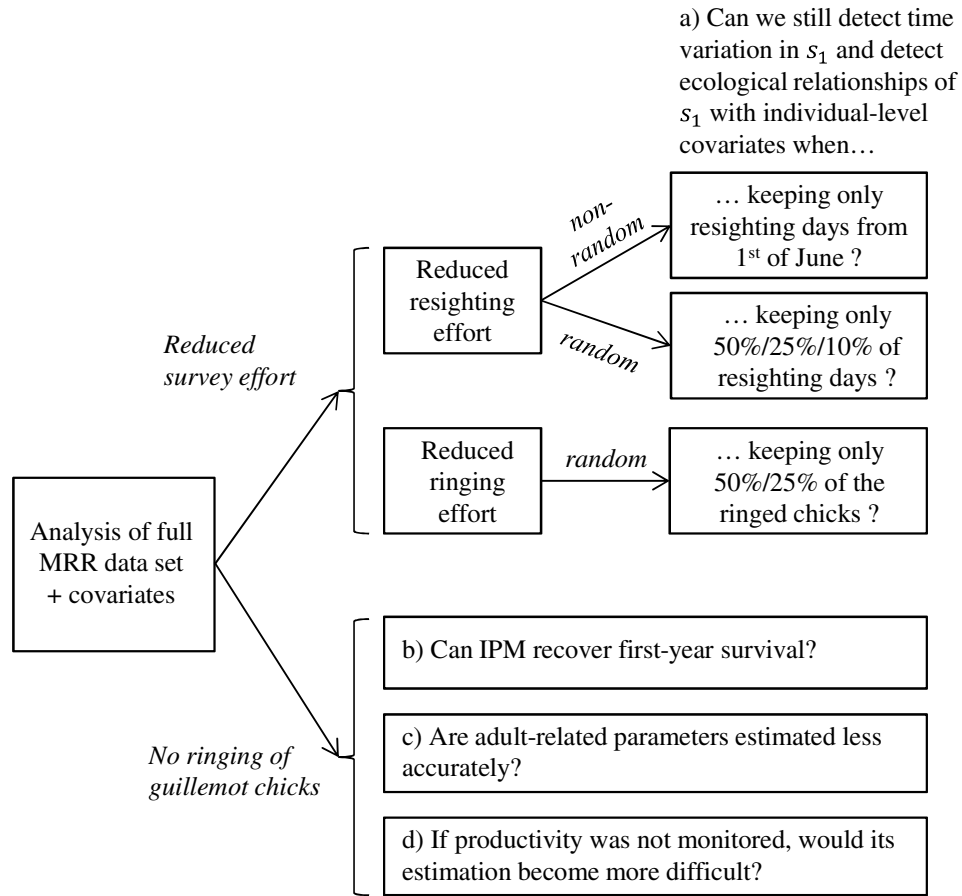 a) Can we still detect time
variation in s₁ and detect
ecological relationships of
s₁ with individual-level
covariates when…
non-
random
… keeping only
resighting days from
1st of June ?
Reduced
resighting
effort
random
… keeping only
50%/25%/10% of
resighting days ?
Reduced
survey effort
Reduced
ringing
effort
random
… keeping only
50%/25% of the
ringed chicks ?
Analysis of full
MRR data set
+ covariates
b) Can IPM recover first-year survival?
No ringing of
guillemot chicks
c) Are adult-related parameters estimated less
accurately?
d) If productivity was not monitored, would its
estimation become more difficult?